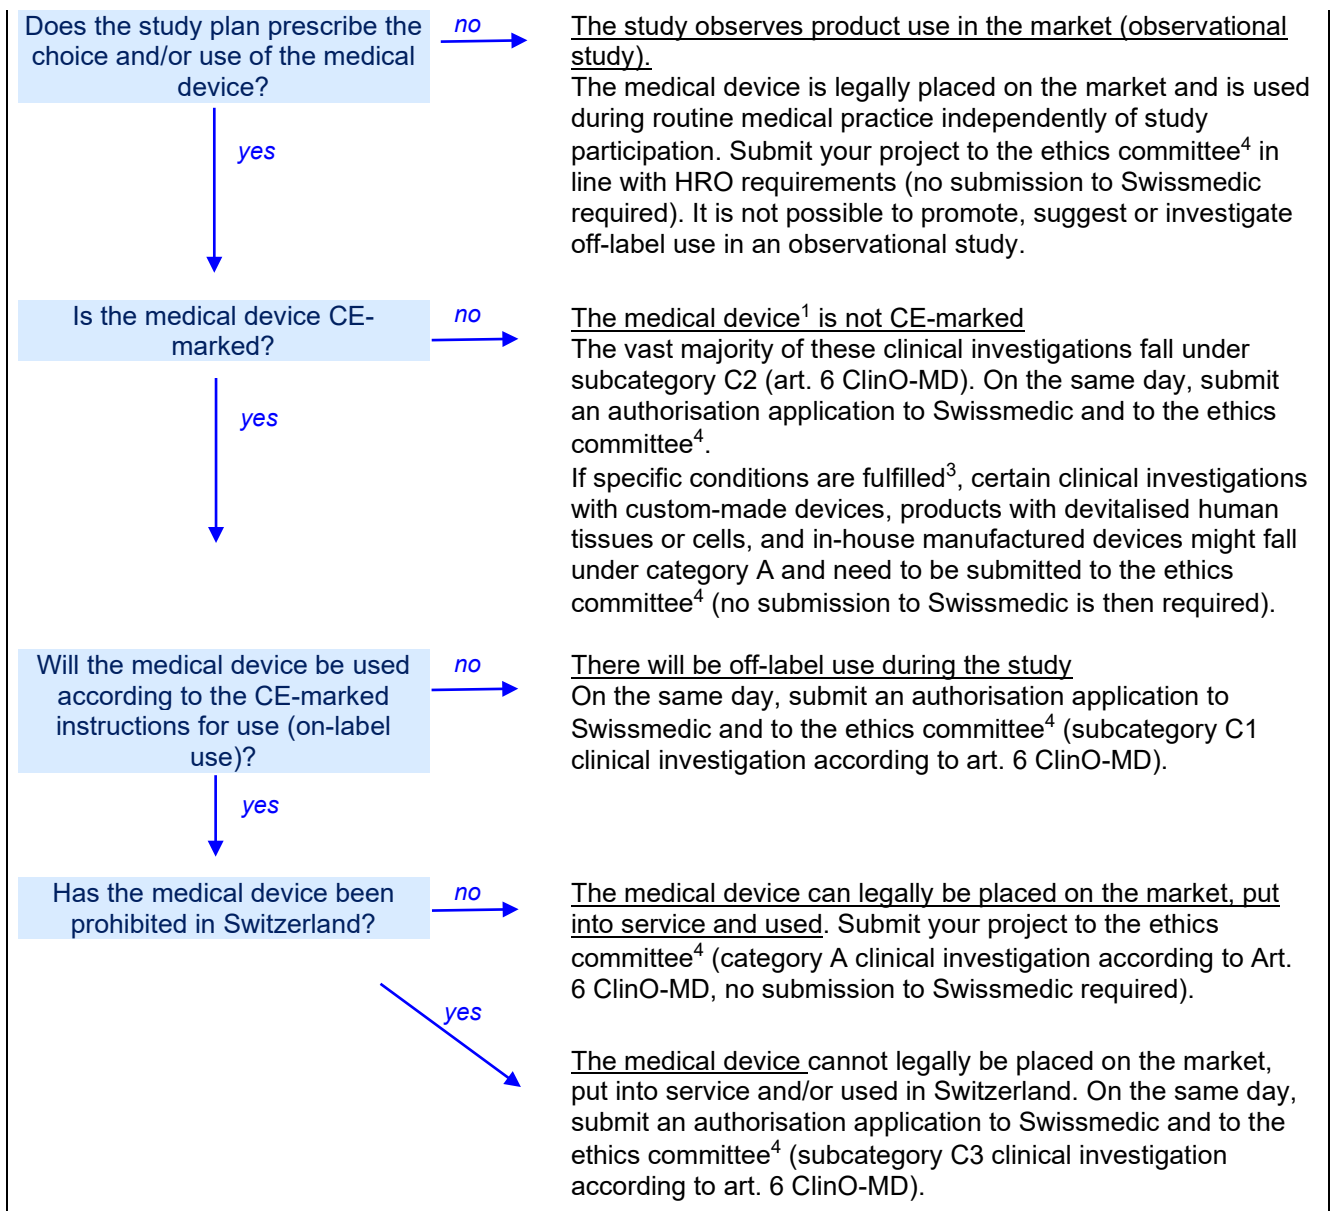 Does the study plan prescribe the
choice and/or use of the medical
device?
no
yes
The study observes product use in the market (observational
study).
The medical device is legally placed on the market and is used
during routine medical practice independently of study
participation. Submit your project to the ethics committee4 in
line with HRO requirements (no submission to Swissmedic
required). It is not possible to promote, suggest or investigate
off-label use in an observational study.
Is the medical device CE-
marked?
no
yes
The medical device1 is not CE-marked
The vast majority of these clinical investigations fall under
subcategory C2 (art. 6 ClinO-MD). On the same day, submit
an authorisation application to Swissmedic and to the ethics
committee4.
If specific conditions are fulfilled3, certain clinical investigations
with custom-made devices, products with devitalised human
tissues or cells, and in-house manufactured devices might fall
under category A and need to be submitted to the ethics
committee4 (no submission to Swissmedic is then required).
Will the medical device be used
according to the CE-marked
instructions for use (on-label
use)?
no
yes
There will be off-label use during the study
On the same day, submit an authorisation application to
Swissmedic and to the ethics committee4 (subcategory C1
clinical investigation according to art. 6 ClinO-MD).
Has the medical device been
prohibited in Switzerland?
no
yes
The medical device can legally be placed on the market, put
into service and used. Submit your project to the ethics
committee4 (category A clinical investigation according to Art.
6 ClinO-MD, no submission to Swissmedic required).
The medical device cannot legally be placed on the market,
put into service and/or used in Switzerland. On the same day,
submit an authorisation application to Swissmedic and to the
ethics committee4 (subcategory C3 clinical investigation
according to art. 6 ClinO-MD).